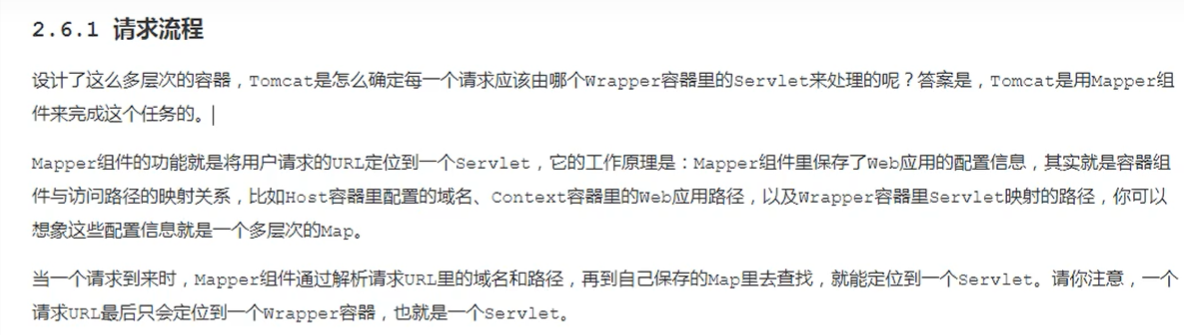 2.6.1 请求流程
设计了这么多层次的容器，Tomcat是怎么确定每一个请求应该由哪个Wrapper容器里的Servlet来处理的呢？答案是，Tomcat是用Mapper组
件来完成这个任务的。
Mapper组件的功能就是将用户请求的URL定位到一个Servlet，它的工作原理是：Mapper组件里保存了Web应用的配置信息，其实就是容器组
件与访问路径的映射关系，比如Host容器里配置的域名、Context容器里的Web应用路径，以及Wrapper容器里Servlet映射的路径，你可以
想象这些配置信息就是一个多层次的Map。
当一个请求到来时，Mapper组件通过解析请求URL里的域名和路径，再到自己保存的Map里去查找，就能定位到一个Servlet。请你注意，一个
请求URL最后只会定位到一个Wrapper容器，也就是一个Servlet。